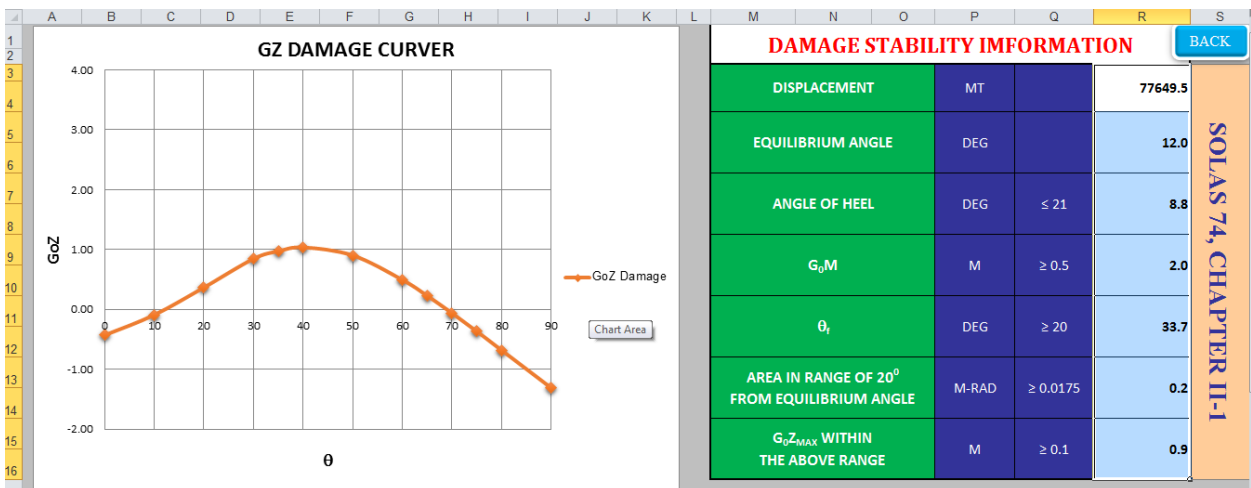 A B C D E F G H I J K L M N O P Q R S
1
2
3
4
5
6
7
8
9
10
11
12
13
14
15
16
GZ DAMAGE CURVER
4.00
3.00
2.00
1.00
0.00
-1.00
-2.00
0 10 20 30 40 50 60 70 80 90
GoZ
θ
GoZ Damage
Chart Area
DAMAGE STABILITY IMFORMATION
BACK
DISPLACEMENT MT 77649.5
EQUILIBRIUM ANGLE DEG 12.0
ANGLE OF HEEL DEG ≤ 21 8.8
G₀M M ≥ 0.5 2.0
θf DEG ≥ 20 33.7
AREA IN RANGE OF 20⁰
FROM EQUILIBRIUM ANGLE M-RAD ≥ 0.0175 0.2
G₀ZMAX WITHIN
THE ABOVE RANGE M ≥ 0.1 0.9
SOLAS 74, CHAPTER II-1